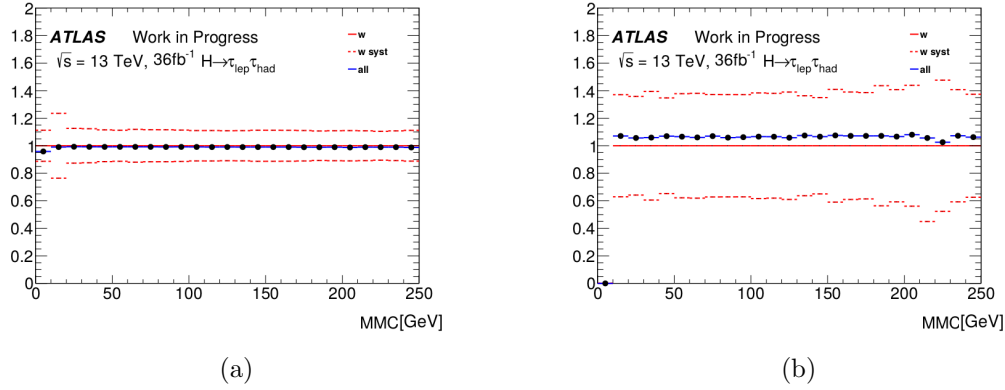 2
1.8
1.6
1.4
1.2
1
0.8
0.6
0.4
0.2
0
ATLAS Work in Progress
√s = 13 TeV, 36fb⁻¹ H→τlepτhad
w
w syst
all
0 50 100 150 200 250
MMC[GeV]
(a)
2
1.8
1.6
1.4
1.2
1
0.8
0.6
0.4
0.2
0
ATLAS Work in Progress
√s = 13 TeV, 36fb⁻¹ H→τlepτhad
w
w syst
all
0 50 100 150 200 250
MMC[GeV]
(b)